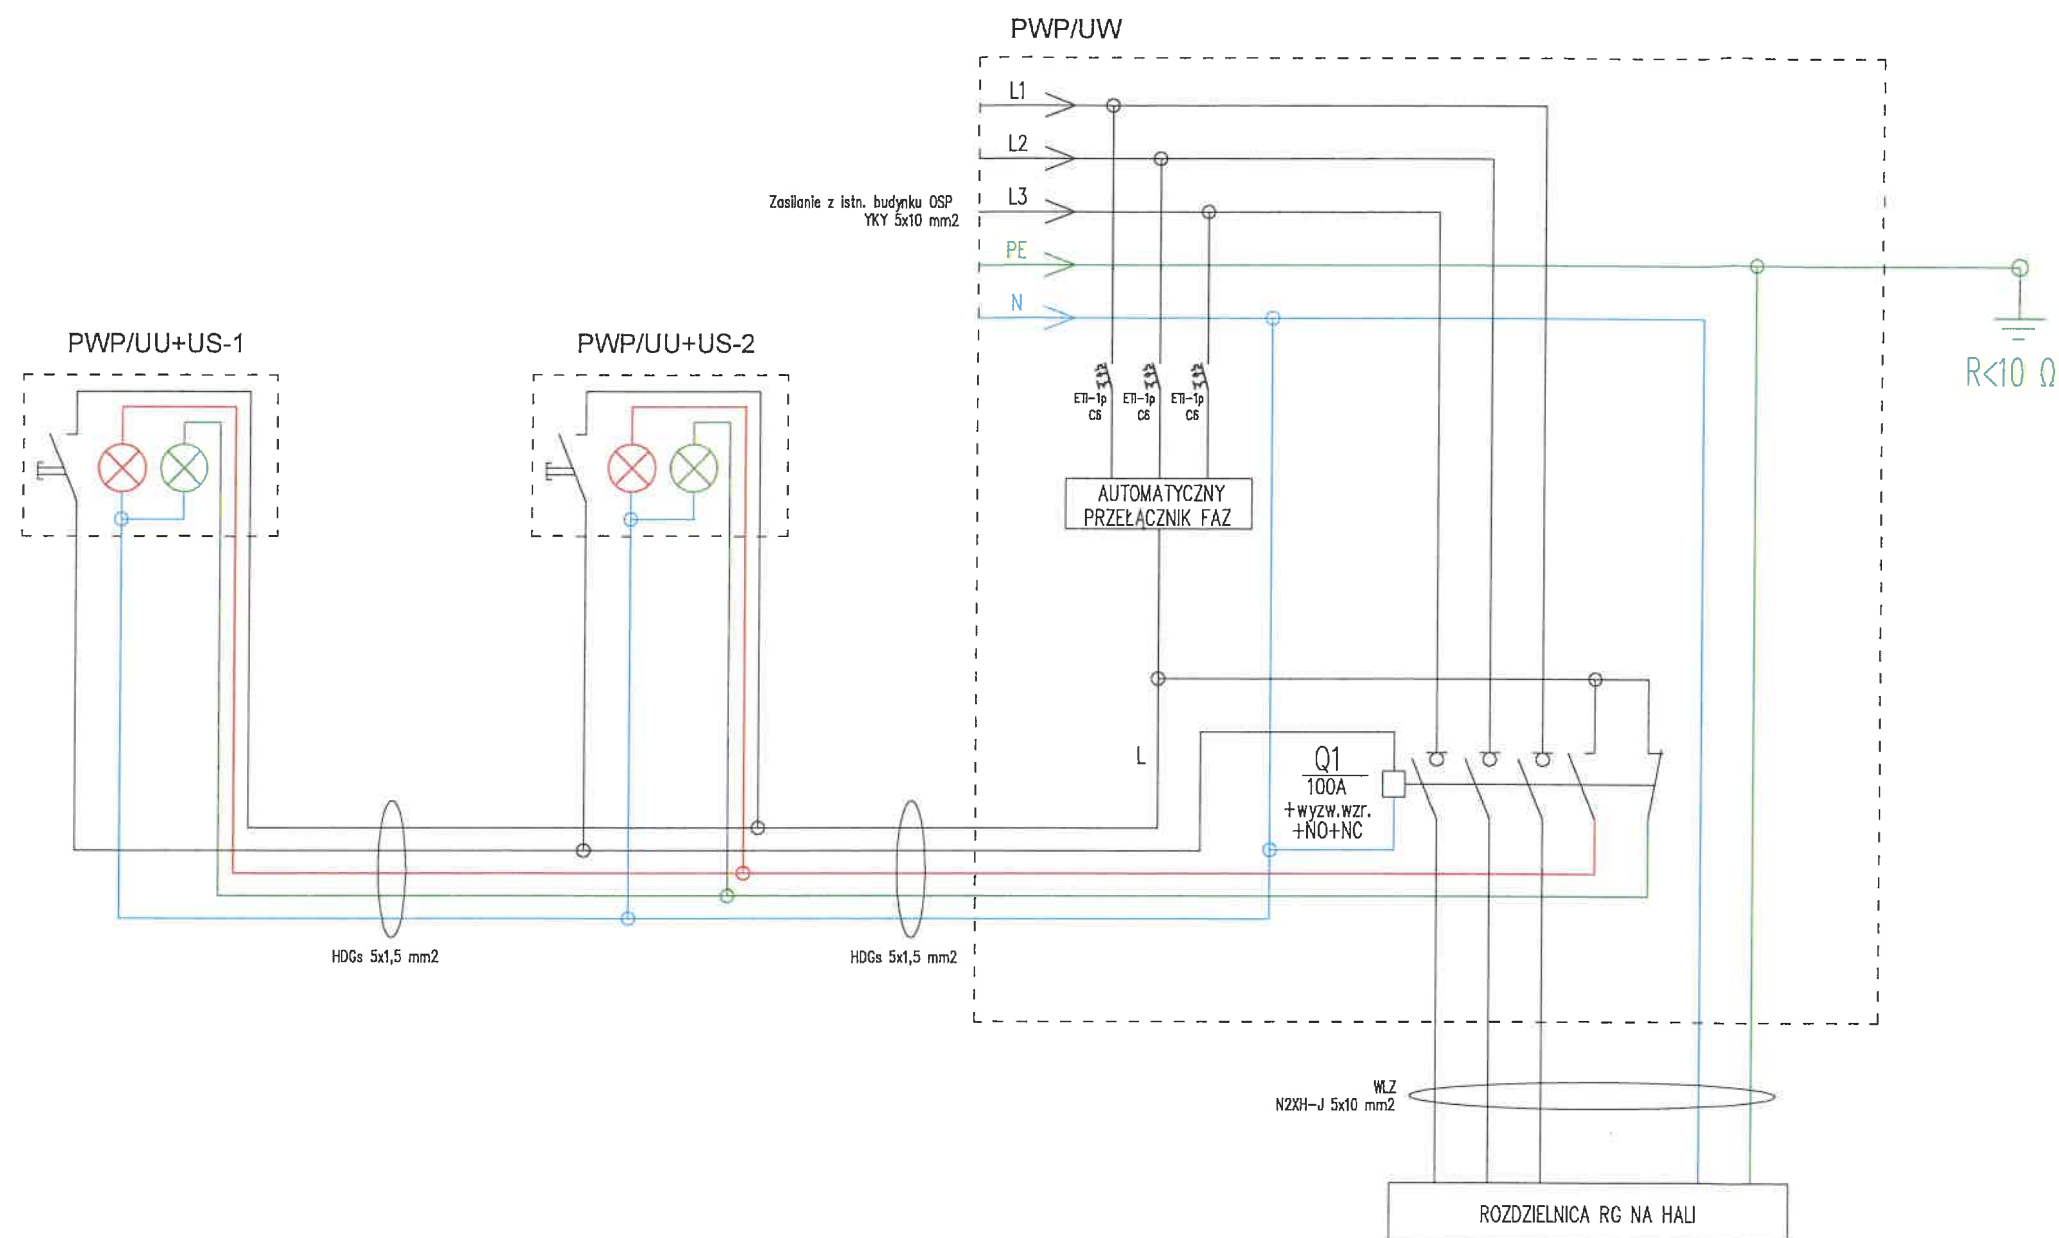 PWP/UW
L1
L2
L3
Zasilanie z istn. budynku OSP
YKY 5x10 mm2
PE
N
R<10 Ω
PWP/UU+US-1
PWP/UU+US-2
ETI-1p
C6
ETI-1p
C6
ETI-1p
C6
AUTOMATYCZNY
PRZEŁĄCZNIK FAZ
L
Q1
100A
+wyzw.wzr.
+NO+NC
HDGs 5x1,5 mm2
HDGs 5x1,5 mm2
WLZ
N2XH-J 5x10 mm2
ROZDZIELNICA RG NA HALI